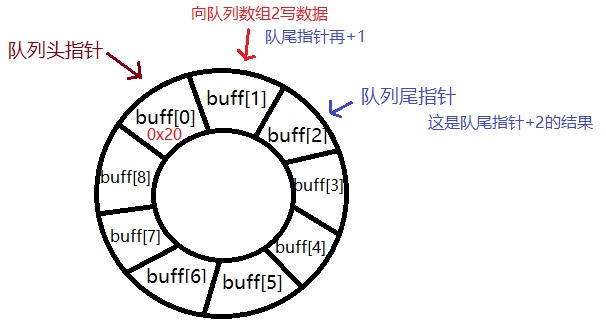 向队列数组2写数据
队尾指针再+1
队列头指针
队列尾指针
这是队尾指针+2的结果
buff[0]
0x20
buff[1]
buff[2]
buff[3]
buff[4]
buff[5]
buff[6]
buff[7]
buff[8]